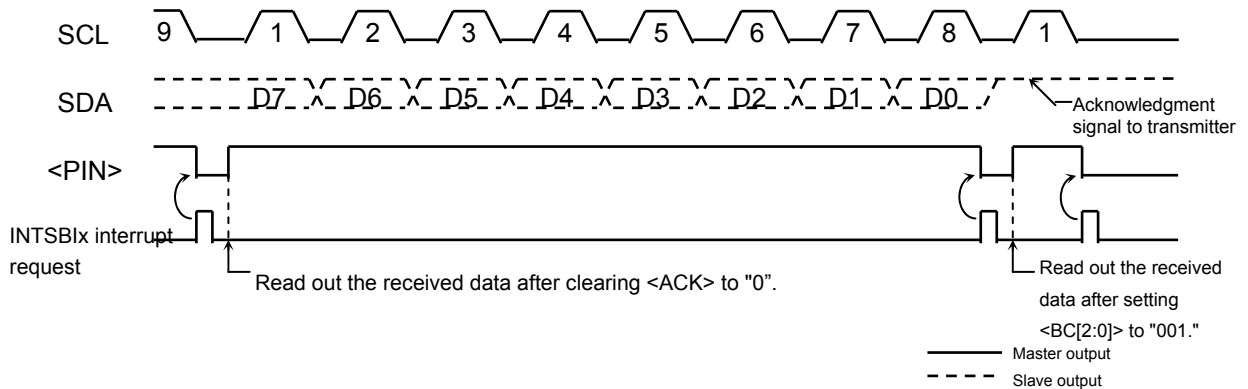 SCL 9 1 2 3 4 5 6 7 8 1
SDA D7 D6 D5 D4 D3 D2 D1 D0
Acknowledgment
signal to transmitter
<PIN>
INTSBIx interrupt
request
Read out the received data after clearing <ACK> to "0”.
Read out the received
data after setting
<BC[2:0]> to "001."
Master output
Slave output